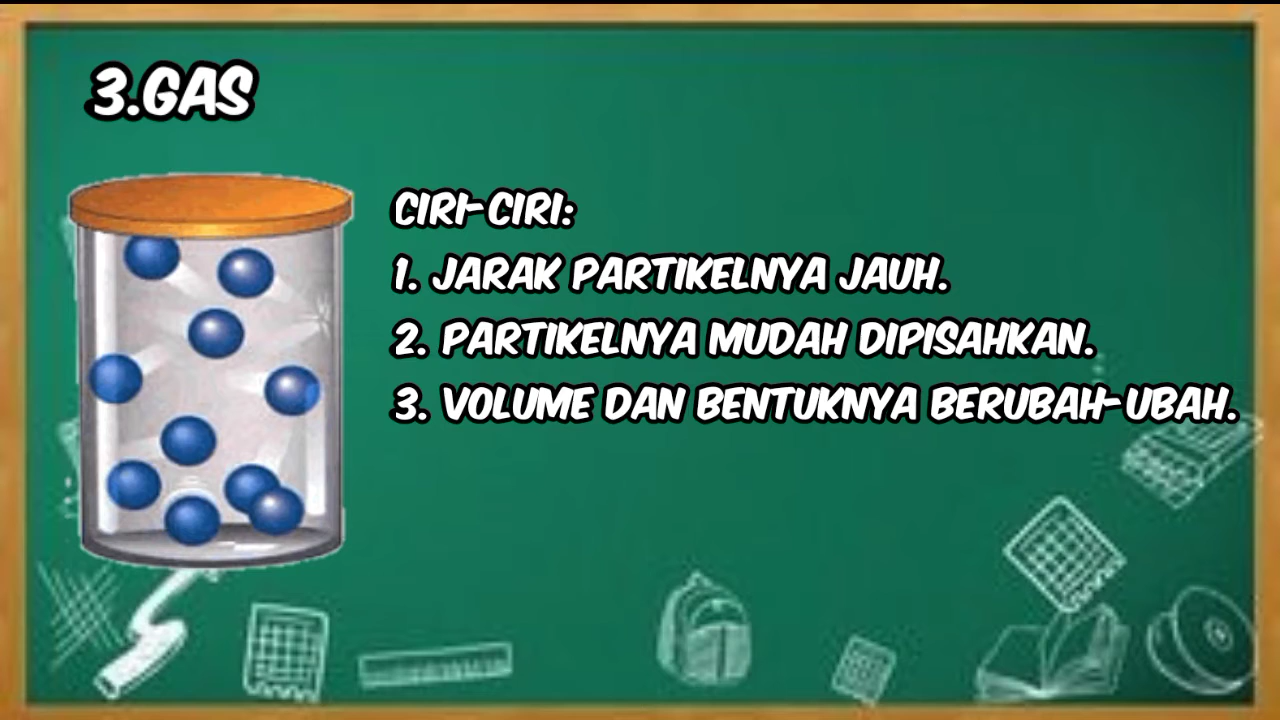 3.GAS
CIRI-CIRI:
1. JARAK PARTIKELNYA JAUH.
2. PARTIKELNYA MUDAH DIPISAHKAN.
3. VOLUME DAN BENTUKNYA BERUBAH-UBAH.